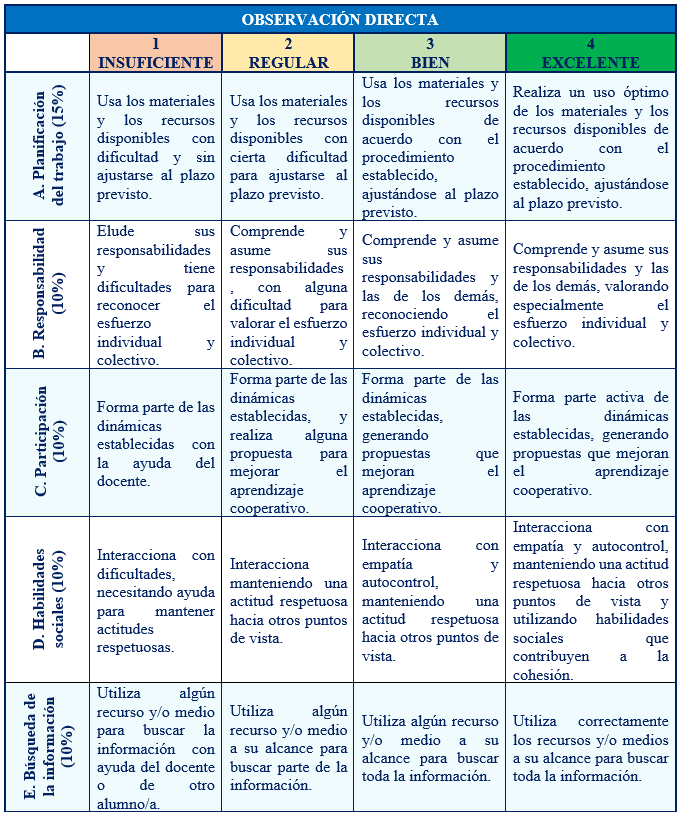 OBSERVACIÓN DIRECTA
1
INSUFICIENTE
2
REGULAR
3
BIEN
4
EXCELENTE
A. Planificación
del trabajo (15%)
Usa los materiales
y los recursos
disponibles con
dificultad y sin
ajustarse al plazo
previsto.
Usa los materiales
y los recursos
disponibles con
cierta dificultad
para ajustarse al
plazo previsto.
Usa los materiales y
los recursos
disponibles de
acuerdo con el
procedimiento
establecido,
ajustándose al plazo
previsto.
Realiza un uso óptimo
de los materiales y los
recursos disponibles de
acuerdo con el
procedimiento
establecido, ajustándose
al plazo previsto.
B. Responsabilidad
(10%)
Elude sus
responsabilidades
y tiene
dificultades para
reconocer el
esfuerzo
individual y
colectivo.
Comprende y
asume sus
responsabilidades
, con alguna
dificultad para
valorar el esfuerzo
individual y
colectivo.
Comprende y asume
sus
responsabilidades y
las de los demás,
reconociendo el
esfuerzo individual y
colectivo.
Comprende y asume sus
responsabilidades y las
de los demás, valorando
especialmente el
esfuerzo individual y
colectivo.
C. Participación
(10%)
Forma parte de las
dinámicas
establecidas con
la ayuda del
docente.
Forma parte de las
dinámicas
establecidas, y
realiza alguna
propuesta para
mejorar el
aprendizaje
cooperativo.
Forma parte de las
dinámicas
establecidas,
generando
propuestas que
mejoran el
aprendizaje
cooperativo.
Forma parte activa de
las dinámicas
establecidas, generando
propuestas que mejoran
el aprendizaje
cooperativo.
D. Habilidades
sociales (10%)
Interacciona con
dificultades,
necesitando ayuda
para mantener
actitudes
respetuosas.
Interacciona
manteniendo una
actitud respetuosa
hacia otros puntos
de vista.
Interacciona con
empatía y
autocontrol,
manteniendo una
actitud respetuosa
hacia otros puntos de
vista.
Interacciona con
empatía y autocontrol,
manteniendo una actitud
respetuosa hacia otros
puntos de vista y
utilizando habilidades
sociales que
contribuyen a la
cohesión.
E. Búsqueda de
la información
(10%)
Utiliza algún
recurso y/o medio
para buscar la
información con
ayuda del docente
o de otro
alumno/a.
Utiliza algún
recurso y/o medio
a su alcance para
buscar parte de la
información.
Utiliza algún recurso
y/o medio a su
alcance para buscar
toda la información.
Utiliza correctamente
los recursos y/o medios
a su alcance para buscar
toda la información.